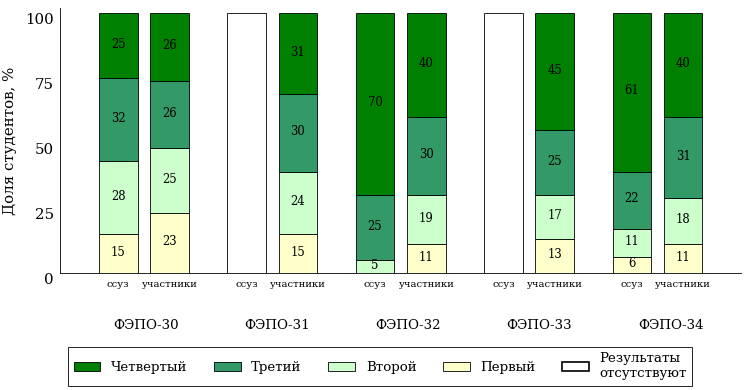 Доля студентов, %
100
75
50
25
0
25 26 31 70 40 45 61 40
32 26 30 25 30 25 22 31
28 25 24 5 19 17 11 18
15 23 15 11 13 6 11
ссуз участники ссуз участники ссуз участники ссуз участники ссуз участники
ФЭПО-30 ФЭПО-31 ФЭПО-32 ФЭПО-33 ФЭПО-34
Четвертый Третий Второй Первый Результаты
отсутствуют